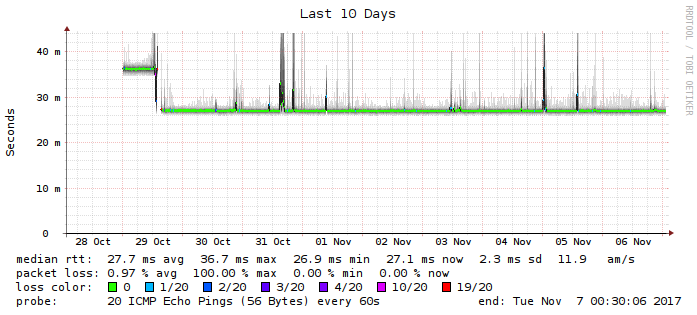 Last 10 Days
RRDTOOL / TOBI OETIKER
Seconds
40 m
30 m
20 m
10 m
0
28 Oct 29 Oct 30 Oct 31 Oct 01 Nov 02 Nov 03 Nov 04 Nov 05 Nov 06 Nov
median rtt: 27.7 ms avg 36.7 ms max 26.9 ms min 27.1 ms now 2.3 ms sd 11.9 am/s
packet loss: 0.97 % avg 100.00 % max 0.00 % min 0.00 % now
loss color: 0 1/20 2/20 3/20 4/20 10/20 19/20
probe: 20 ICMP Echo Pings (56 Bytes) every 60s end: Tue Nov 7 00:30:06 2017